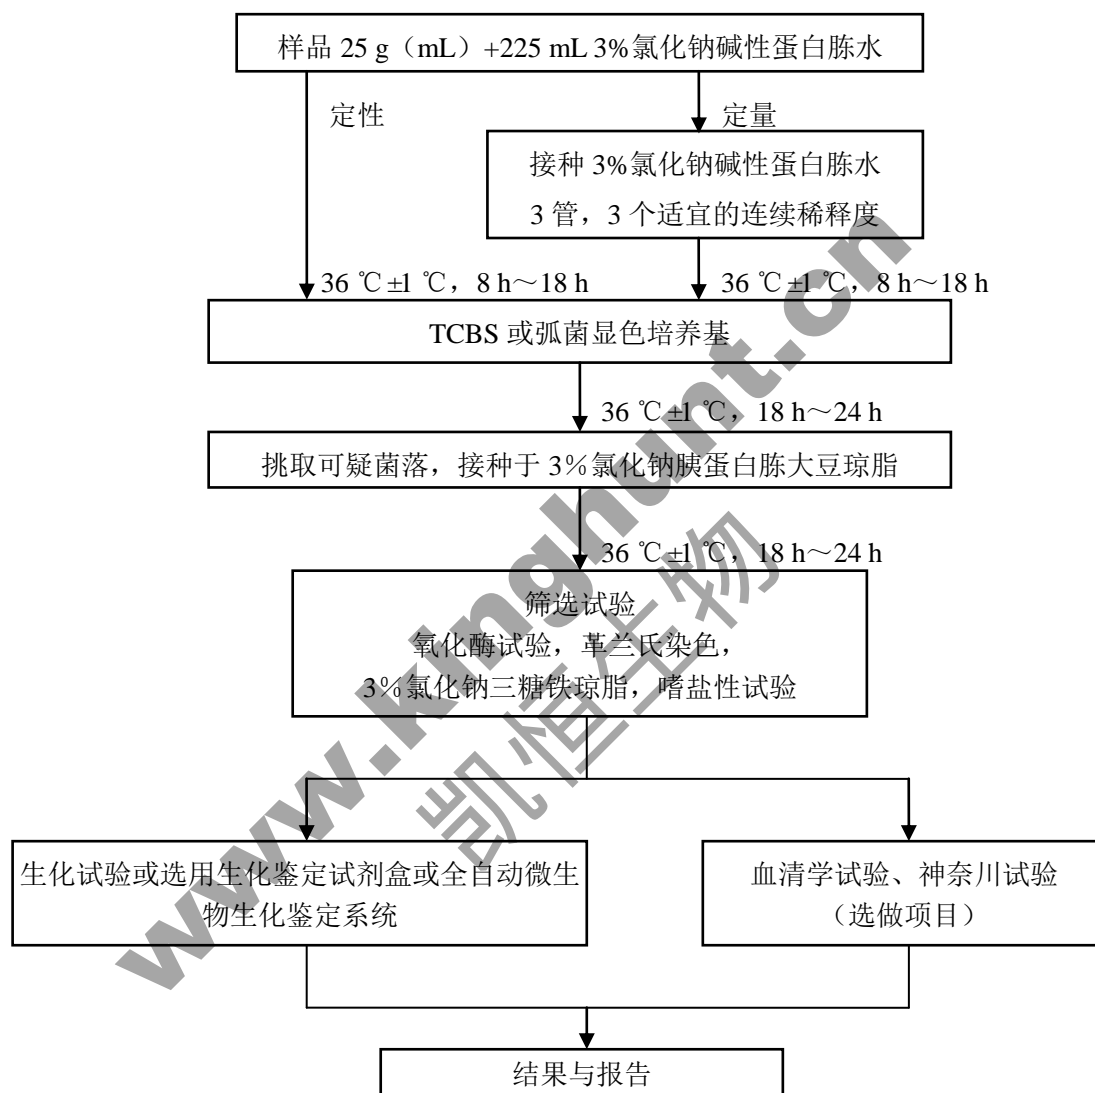 样品 25 g（mL）+225 mL 3%氯化钠碱性蛋白胨水
定性
定量
接种 3%氯化钠碱性蛋白胨水
3 管，3 个适宜的连续稀释度
36 ℃±1 ℃，8 h～18 h
36 ℃±1 ℃，8 h～18 h
TCBS 或弧菌显色培养基
36 ℃±1 ℃，18 h～24 h
挑取可疑菌落，接种于 3%氯化钠胰蛋白胨大豆琼脂
36 ℃±1 ℃，18 h～24 h
筛选试验
氧化酶试验，革兰氏染色，
3%氯化钠三糖铁琼脂，嗜盐性试验
生化试验或选用生化鉴定试剂盒或全自动微生
物生化鉴定系统
血清学试验、神奈川试验
（选做项目）
结果与报告
www.kinghunt.cn
凯恒生物